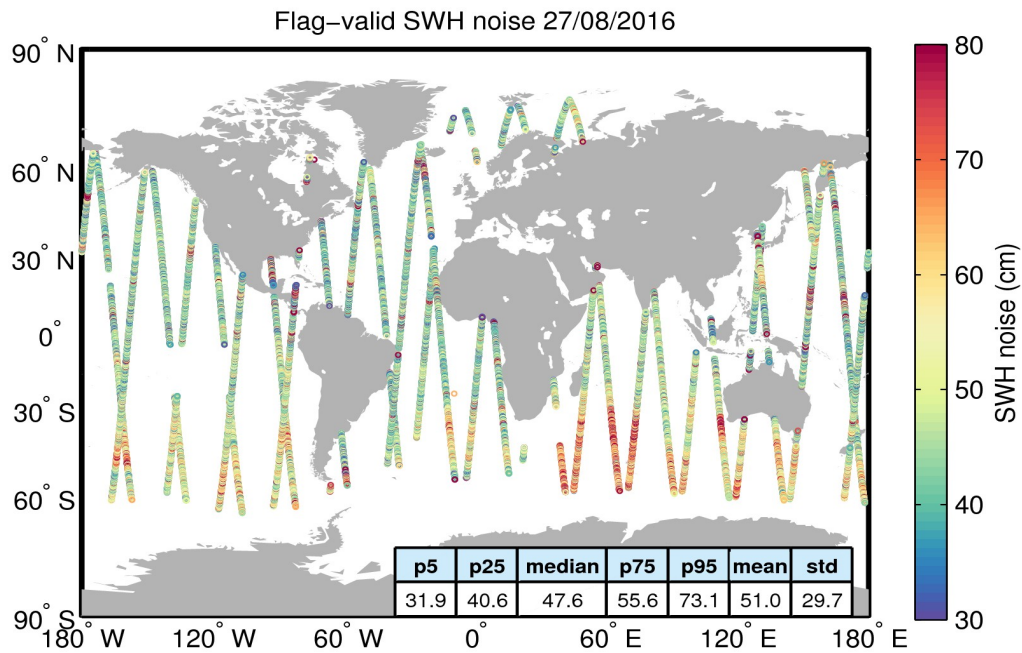 Flag−valid SWH noise 27/08/2016
90° N
60° N
30° N
0°
30° S
60° S
90° S
180° W
120° W
60° W
0°
60° E
120° E
180° E
p5 p25 median p75 p95 mean std
31.9 40.6 47.6 55.6 73.1 51.0 29.7
80
70
60
50
40
30
SWH noise (cm)